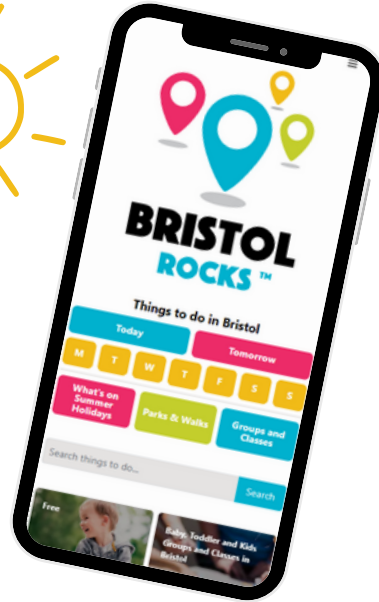 BRISTOL
ROCKS ™
Things to do in Bristol
Today
Tomorrow
M T W T F S S
What's on
Summer
Holidays
Parks & Walks
Groups and
Classes
Search things to do...
Search
Free
Baby, Toddler and Kids
Groups and Classes in
Bristol